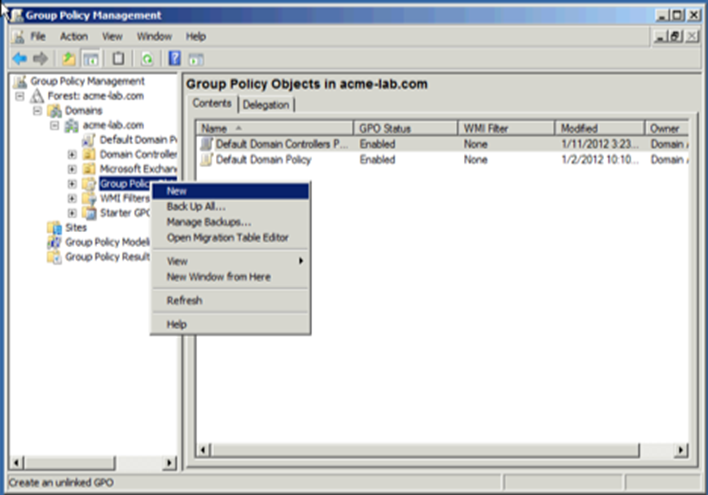 Group Policy Management
File Action View Window Help
Group Policy Management
Forest: acme-lab.com
Domains
acme-lab.com
Default Domain P
Domain Controller
Microsoft Exchan
Group Policy
WMI Filters
Starter GPO
Sites
Group Policy Modeli
Group Policy Result
New
Back Up All...
Manage Backups...
Open Migration Table Editor
View
New Window from Here
Refresh
Help
Group Policy Objects in acme-lab.com
Contents Delegation
Name GPO Status WMI Filter Modified Owner
Default Domain Controllers P... Enabled None 1/11/2012 3:23... Domain
Default Domain Policy Enabled None 1/2/2012 10:10... Domain
Create an unlinked GPO